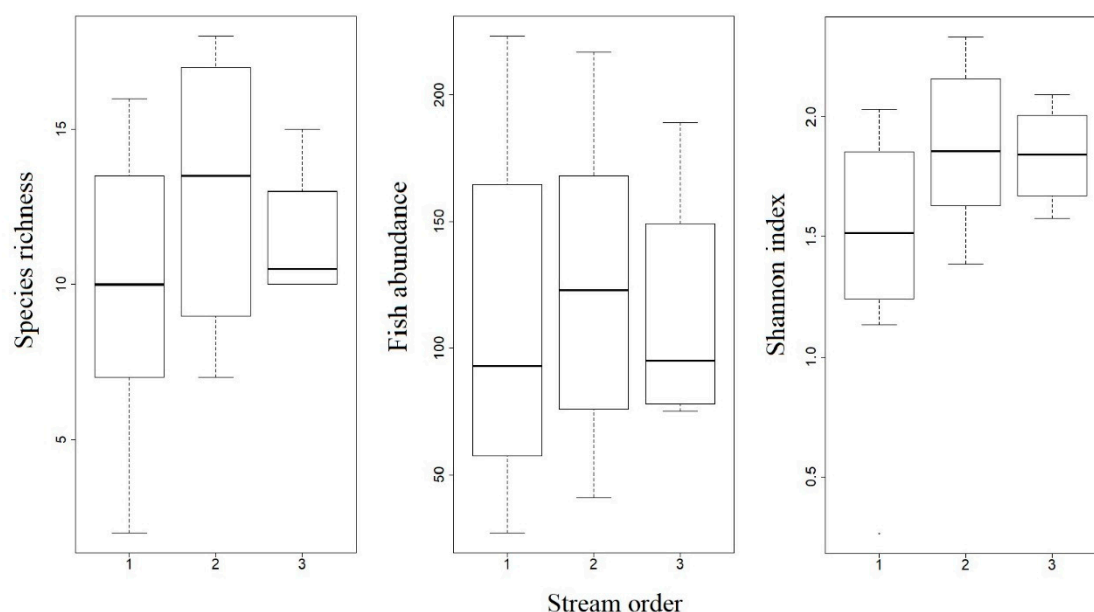 Species richness
15
10
5
1 2 3
Fish abundance
200
150
100
50
1 2 3
Shannon index
2.0
1.5
1.0
0.5
1 2 3
Stream order